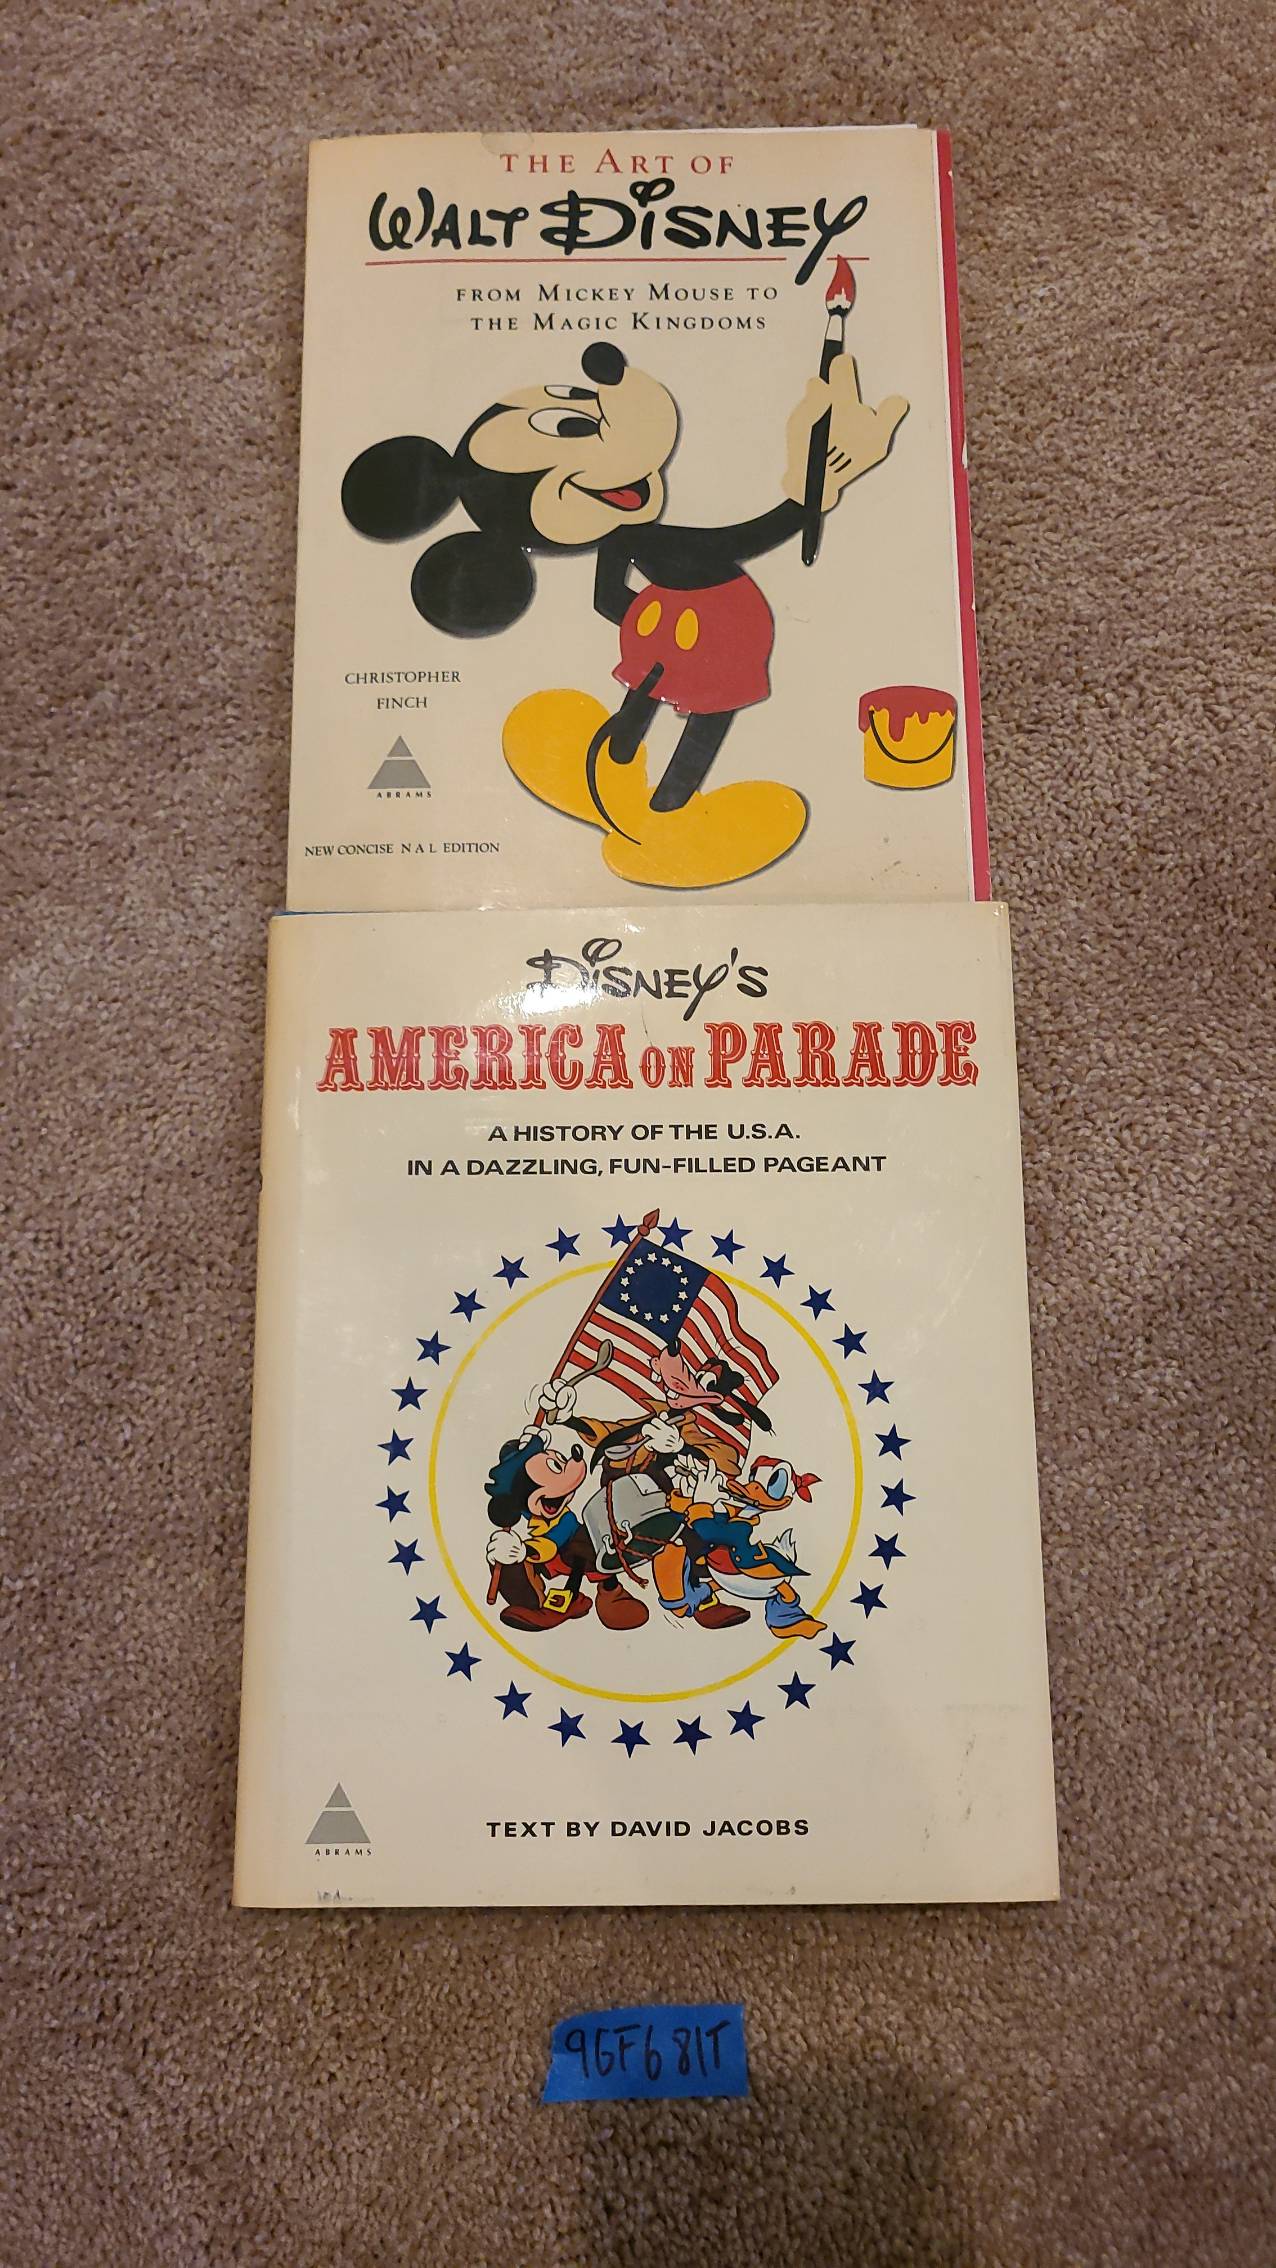 THE ART OF
WALT DISNEY
FROM MICKEY MOUSE TO
THE MAGIC KINGDOMS
CHRISTOPHER
FINCH
ABRAMS
NEW CONCISE N A L EDITION
DISNEY'S
AMERICA ON PARADE
A HISTORY OF THE U.S.A.
IN A DAZZLING, FUN-FILLED PAGEANT
ABRAMS
TEXT BY DAVID JACOBS
9GF681T